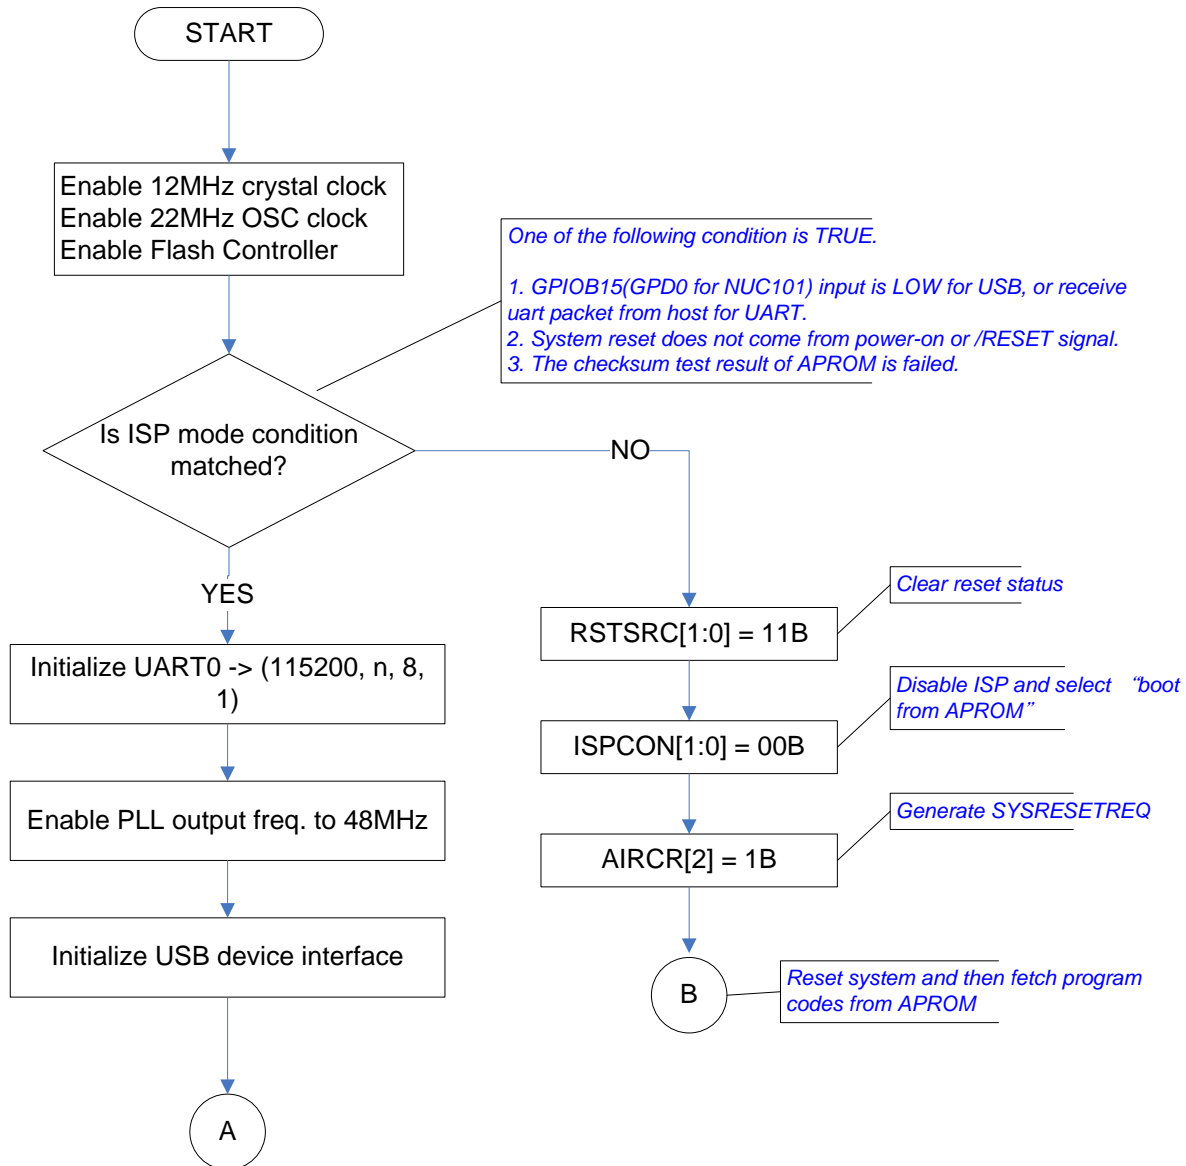 START
Enable 12MHz crystal clock
Enable 22MHz OSC clock
Enable Flash Controller
One of the following condition is TRUE.
1. GPIOB15(GPD0 for NUC101) input is LOW for USB, or receive
uart packet from host for UART.
2. System reset does not come from power-on or /RESET signal.
3. The checksum test result of APROM is failed.
Is ISP mode condition
matched?
NO
YES
Initialize UART0 -> (115200, n, 8,
1)
Enable PLL output freq. to 48MHz
Initialize USB device interface
A
RSTSRC[1:0] = 11B
Clear reset status
ISPCON[1:0] = 00B
Disable ISP and select “boot
from APROM”
AIRCR[2] = 1B
Generate SYSRESETREQ
B
Reset system and then fetch program
codes from APROM